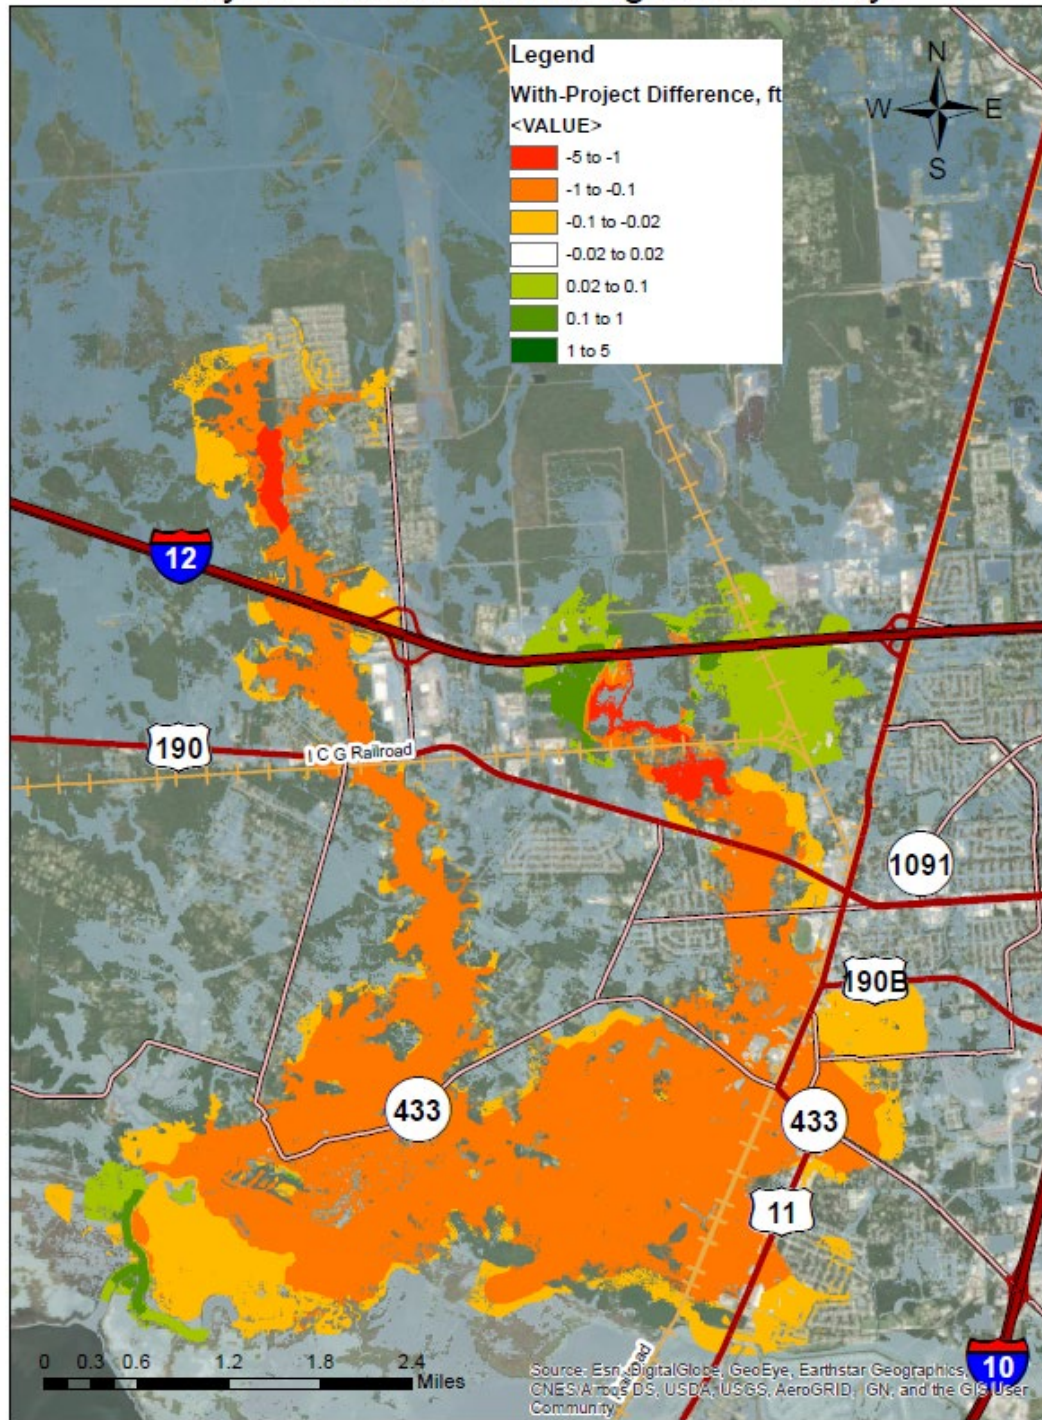 Legend
With-Project Difference, ft
<VALUE>
-5 to -1
-1 to -0.1
-0.1 to -0.02
-0.02 to 0.02
0.02 to 0.1
0.1 to 1
1 to 5
N
W E
S
12
190
I C G Railroad
1091
190B
433
433
11
10
0 0.3 0.6 1.2 1.8 2.4
Miles
Source: Esri, DigitalGlobe, GeoEye, Earthstar Geographics,
CNES/Airbus DS, USDA, USGS, AeroGRID, IGN, and the GIS User
Community